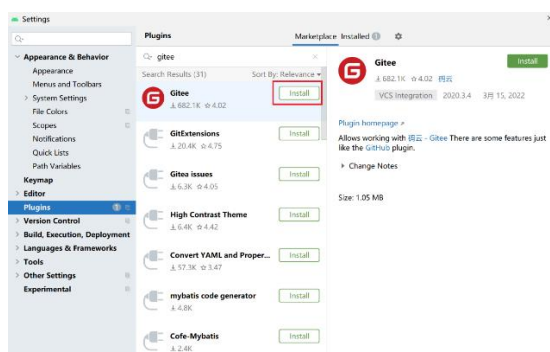 Settings
Plugins
Marketplace Installed
Appearance & Behavior
Appearance
Menus and Toolbars
System Settings
File Colors
Scopes
Notifications
Quick Lists
Path Variables
Keymap
Editor
Plugins 1
Version Control
Build, Execution, Deployment
Languages & Frameworks
Tools
Other Settings
Experimental
gitee
Search Results (31) Sort By: Relevance
Gitee
682.1K 4.02
Install
GitExtensions
20.4K 4.75
Install
Gitea issues
6.3K 4.05
Install
High Contrast Theme
6.4K 4.42
Install
Convert YAML and Proper...
57.3K 3.47
Install
mybatis code generator
4.8K
Install
Cofe-Mybatis
2.4K
Install
Gitee
Install
682.1K 4.02 码云
VCS Integration 2020.3.4 3月 15, 2022
Plugin homepage
Allows working with 码云 - Gitee There are some features just
like the GitHub plugin.
Change Notes
Size: 1.05 MB